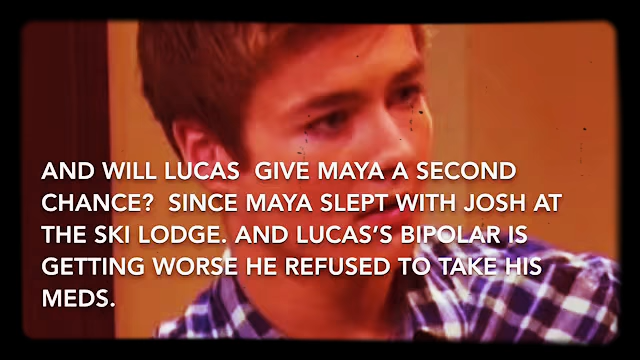 AND WILL LUCAS  GIVE MAYA A SECOND
CHANCE?  SINCE MAYA SLEPT WITH JOSH AT
THE SKI LODGE. AND LUCAS’S BIPOLAR IS
GETTING WORSE HE REFUSED TO TAKE HIS
MEDS.